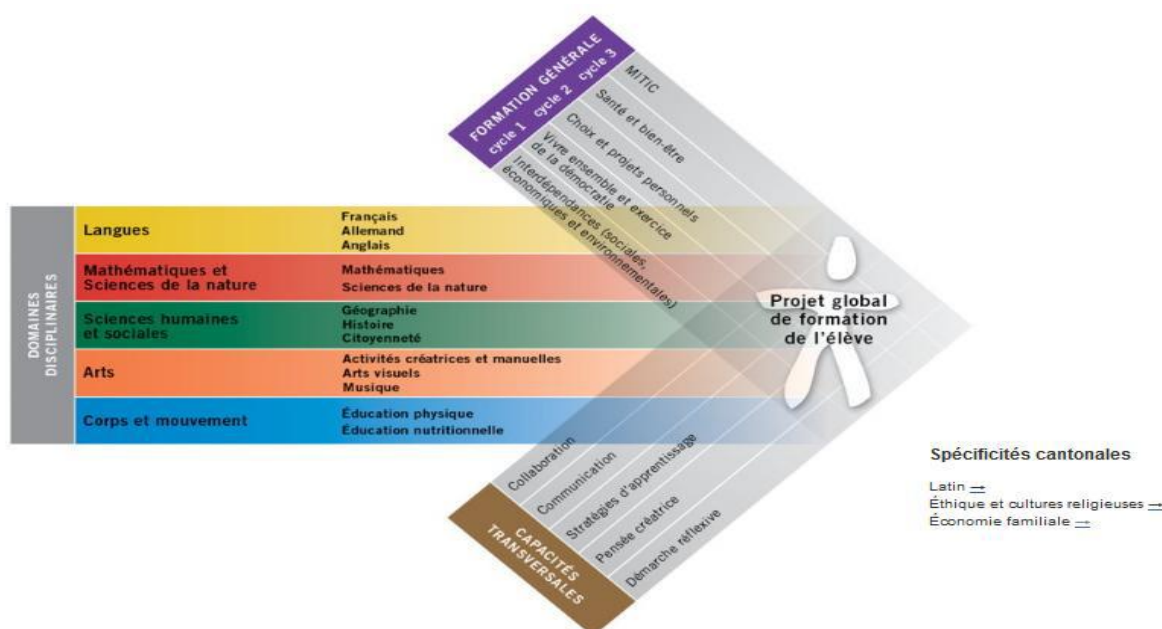 FORMATION GÉNÉRALE
cycle 1 cycle 2 cycle 3
MITIC
Santé et bien-être
Choix et projets personnels
Vivre ensemble et exercice
de la démocratie
Interdépendances (sociales,
économiques et environnementales)
DOMAINES
DISCIPLINAIRES
Langues
Français
Allemand
Anglais
Mathématiques et
Sciences de la nature
Mathématiques
Sciences de la nature
Sciences humaines
et sociales
Géographie
Histoire
Citoyenneté
Arts
Activités créatrices et manuelles
Arts visuels
Musique
Corps et mouvement
Éducation physique
Éducation nutritionnelle
Projet global
de formation
de l'élève
Collaboration
Communication
Stratégies d'apprentissage
Pensée créatrice
Démarche réflexive
CAPACITÉS
TRANSVERSALES
Spécificités cantonales
Latin →
Éthique et cultures religieuses →
Économie familiale →